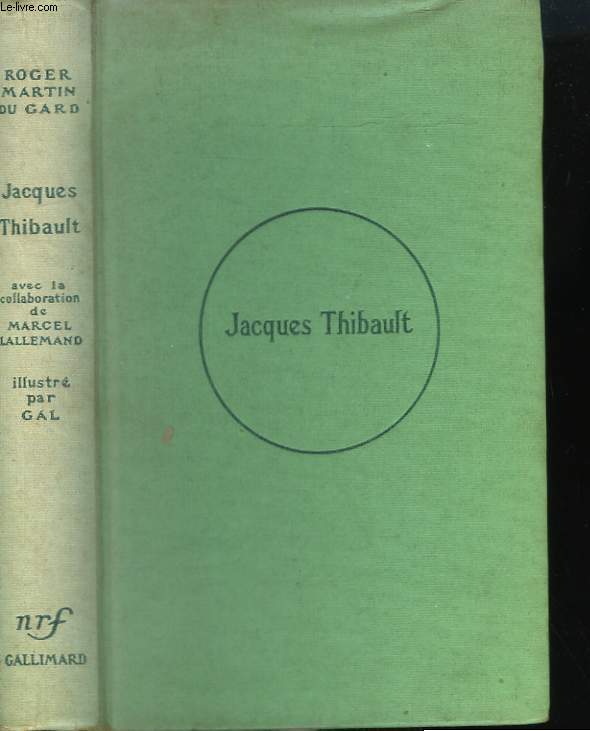 Le-livre.com
ROGER
MARTIN
DU GARD
Jacques
Thibault
avec la
collaboration
de
MARCEL
LALLEMAND
illustré
par
GAL
nrf
GALLIMARD
Jacques Thibault